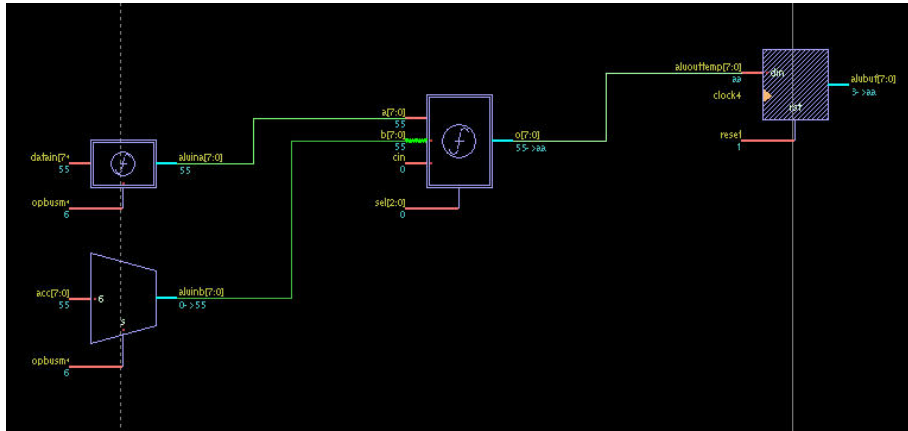 aluouttemp[7:0]
aa
din
alubuf[7:0]
3->aa
clock4
rst
reset
1
a[7:0]
55
b[7:0]
55
cin
0
o[7:0]
55->aa
sel[2:0]
0
datain[7*
55
aluina[7:0]
55
opbusm*
6
acc[7:0]
55
6
s
aluinb[7:0]
0->55
opbusm*
6